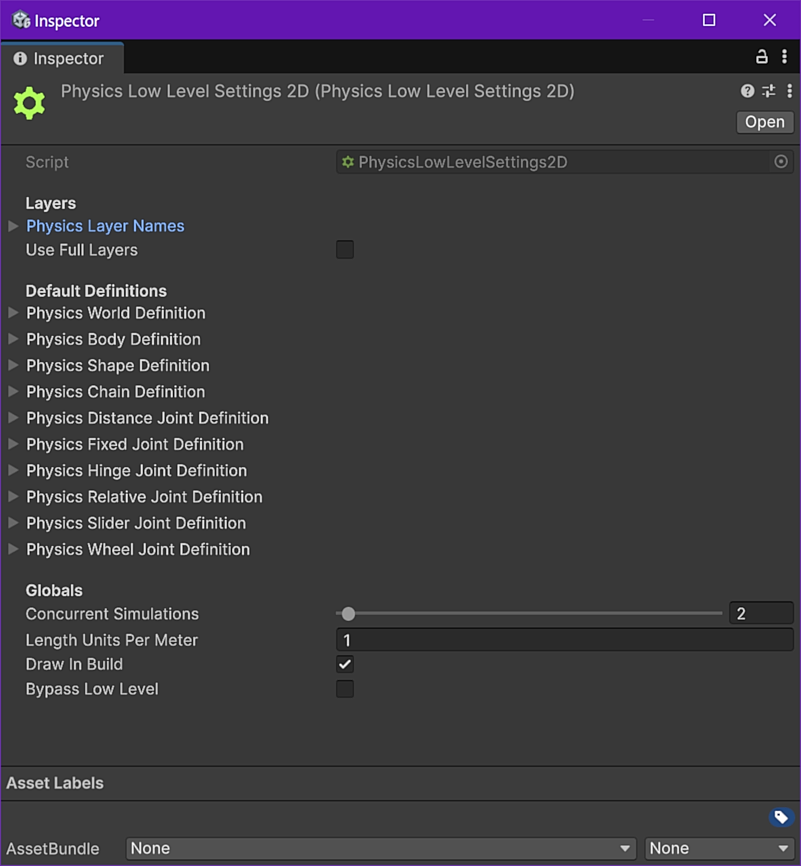 Inspector
Inspector
Physics Low Level Settings 2D (Physics Low Level Settings 2D)
Open
Script PhysicsLowLevelSettings2D
Layers
Physics Layer Names
Use Full Layers
Default Definitions
Physics World Definition
Physics Body Definition
Physics Shape Definition
Physics Chain Definition
Physics Distance Joint Definition
Physics Fixed Joint Definition
Physics Hinge Joint Definition
Physics Relative Joint Definition
Physics Slider Joint Definition
Physics Wheel Joint Definition
Globals
Concurrent Simulations 2
Length Units Per Meter 1
Draw In Build
Bypass Low Level
Asset Labels
AssetBundle None None